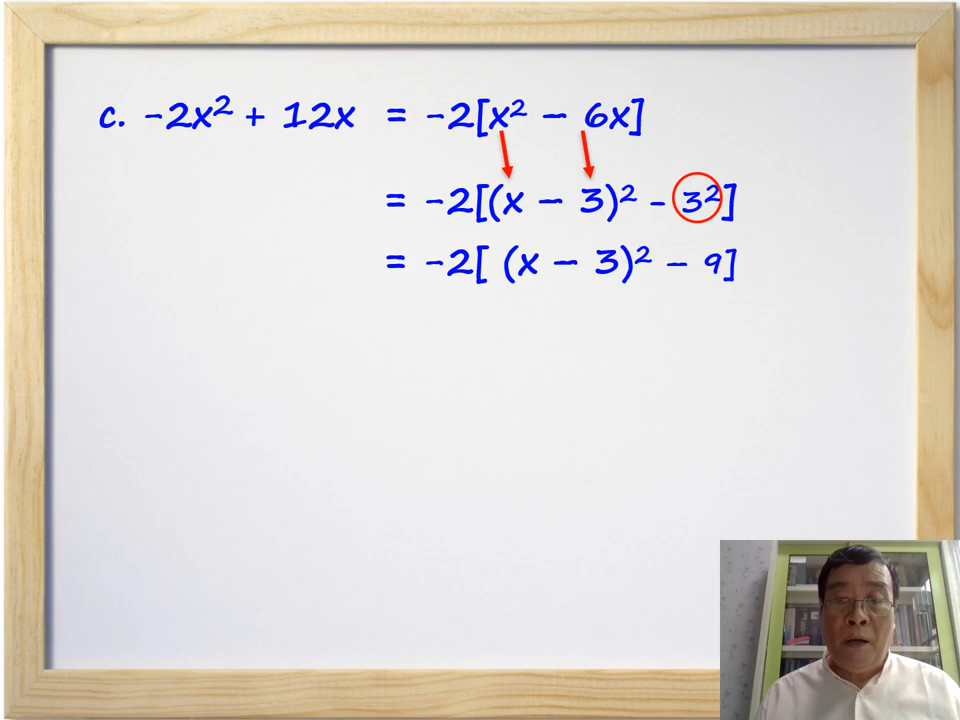 c. -2x² + 12x = -2[x² – 6x]
= -2[(x – 3)² - 3²]
= -2[ (x – 3)² – 9]